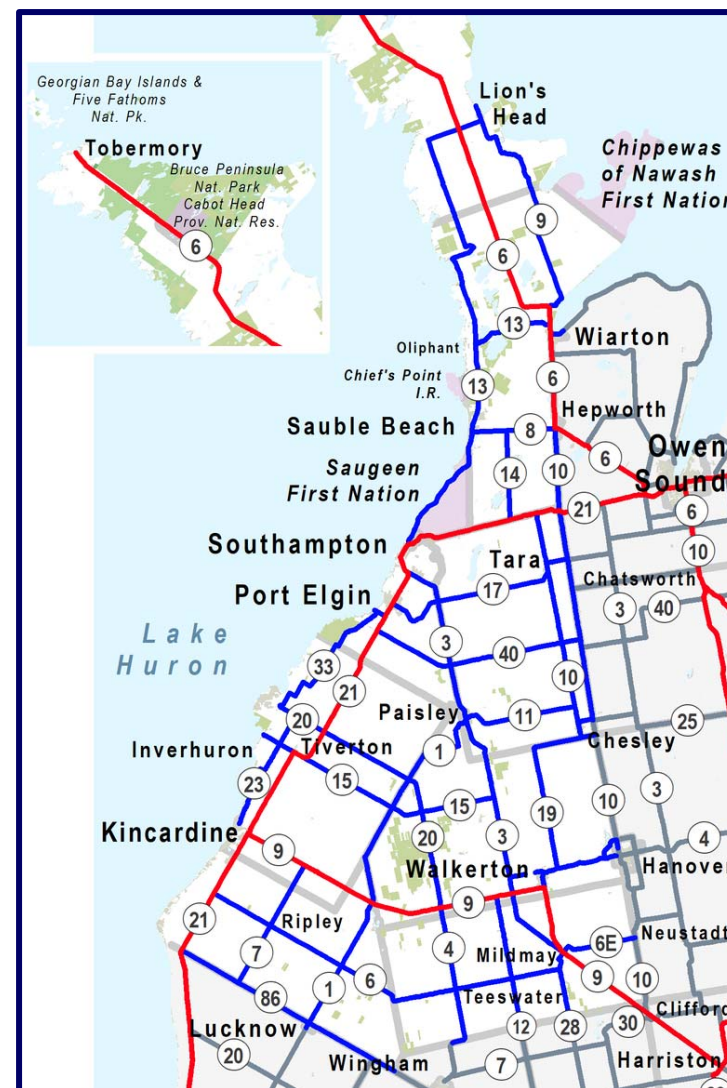 Georgian Bay Islands &
Five Fathoms
Nat. Pk.
Tobermory
Bruce Peninsula
Nat. Park
Cabot Head
Prov. Nat. Res.
6
Lion's
Head
Chippewas
of Nawash
First Nation
9
6
13
Wiarton
Oliphant
Chief's Point
I.R.
13
6
Hepworth
Sauble Beach
8
6
Owen
Sound
Saugeen
First Nation
14
10
21
6
Southampton
10
Tara
Chatsworth
17
3
40
Port Elgin
Lake
Huron
3
40
33
21
10
Paisley
11
25
20
Tiverton
1
Chesley
Inverhuron
23
15
15
19
10
3
Kincardine
20
3
4
9
Walkerton
Hanover
9
21
Ripley
7
4
Mildmay
6E
Neustadt
6
9
10
86
1
Teeswater
Clifford
Lucknow
12
28
30
20
Wingham
7
Harriston